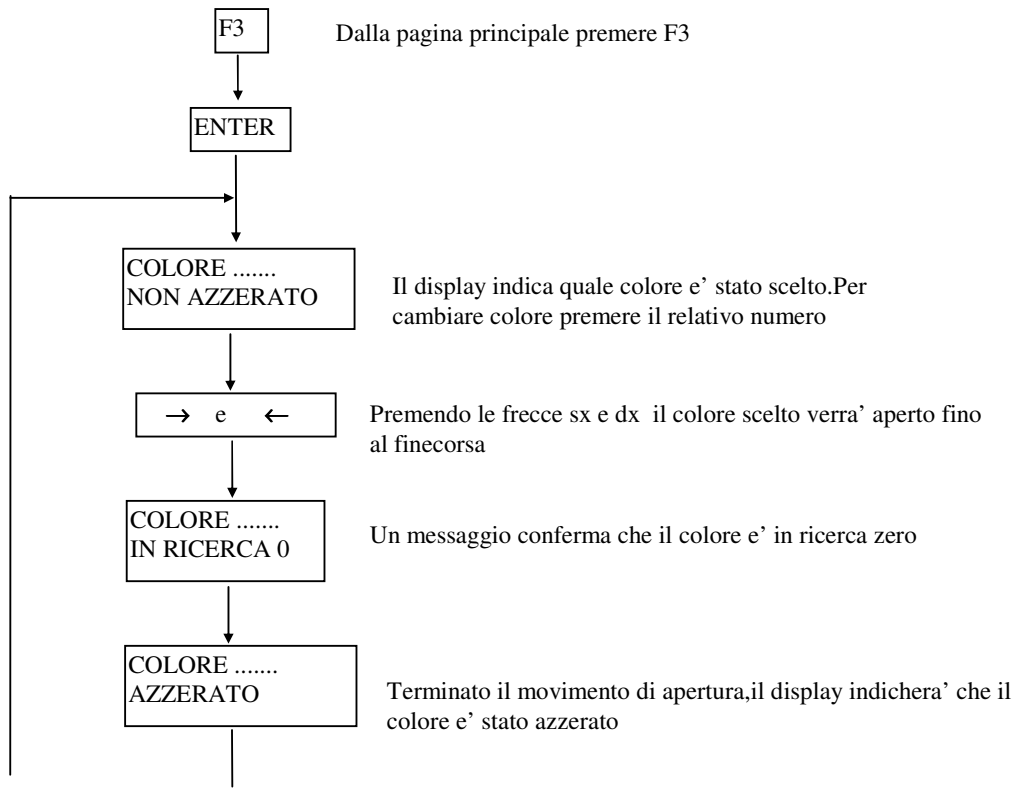 F3
Dalla pagina principale premere F3
ENTER
COLORE .......
NON AZZERATO
Il display indica quale colore e’ stato scelto.Per
cambiare colore premere il relativo numero
→ e ←
Premendo le frecce sx e dx il colore scelto verra’ aperto fino
al finecorsa
COLORE .......
IN RICERCA 0
Un messaggio conferma che il colore e’ in ricerca zero
COLORE .......
AZZERATO
Terminato il movimento di apertura,il display indichera’ che il
colore e’ stato azzerato